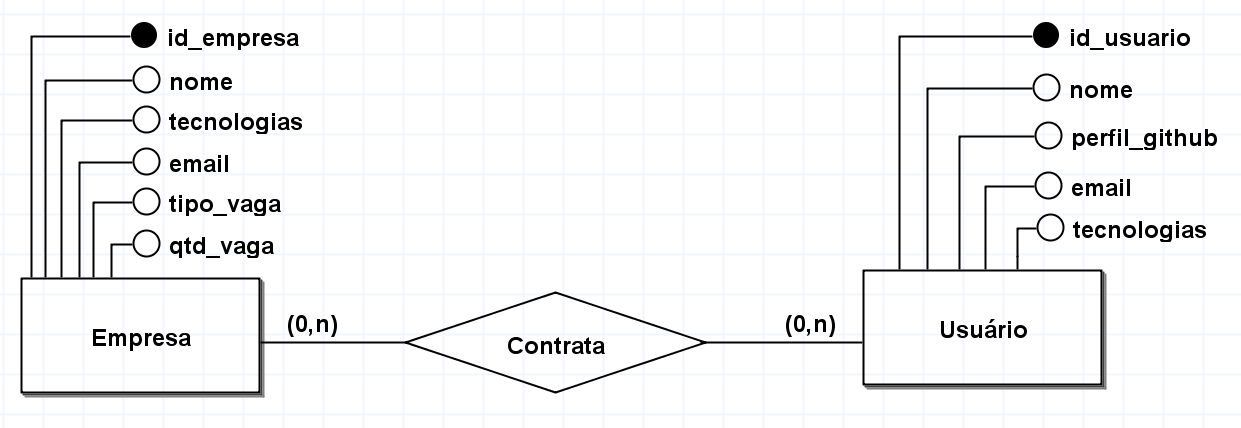 id_empresa
nome
tecnologias
email
tipo_vaga
qtd_vaga
Empresa
(0,n)
Contrata
(0,n)
id_usuario
nome
perfil_github
email
tecnologias
Usuário